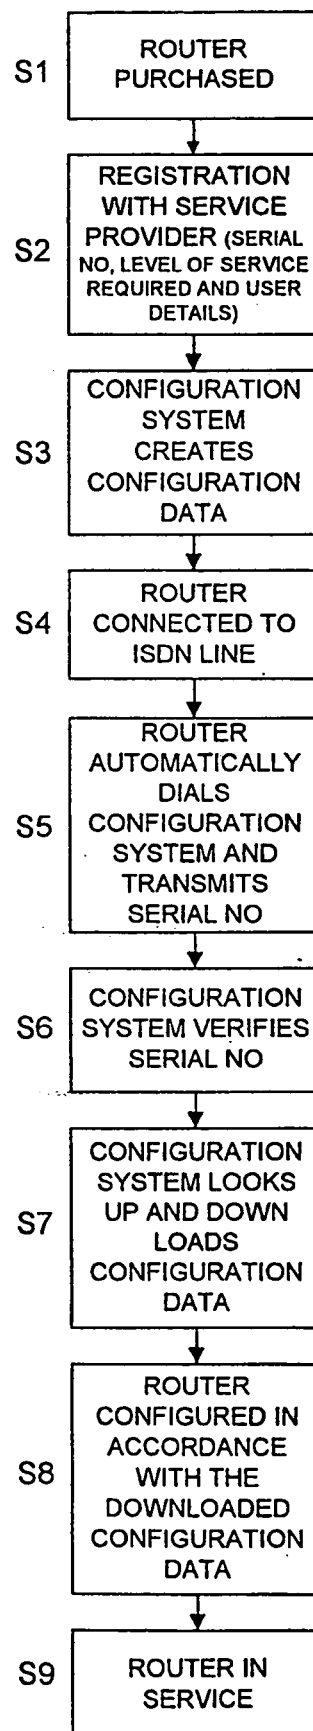 S1
ROUTER
PURCHASED
S2
REGISTRATION
WITH SERVICE
PROVIDER (SERIAL
NO, LEVEL OF SERVICE
REQUIRED AND USER
DETAILS)
S3
CONFIGURATION
SYSTEM
CREATES
CONFIGURATION
DATA
S4
ROUTER
CONNECTED TO
ISDN LINE
S5
ROUTER
AUTOMATICALLY
DIALS
CONFIGURATION
SYSTEM AND
TRANSMITS
SERIAL NO
S6
CONFIGURATION
SYSTEM VERIFIES
SERIAL NO
S7
CONFIGURATION
SYSTEM LOOKS
UP AND DOWN
LOADS
CONFIGURATION
DATA
S8
ROUTER
CONFIGURED IN
ACCORDANCE
WITH THE
DOWNLOADED
CONFIGURATION
DATA
S9
ROUTER IN
SERVICE